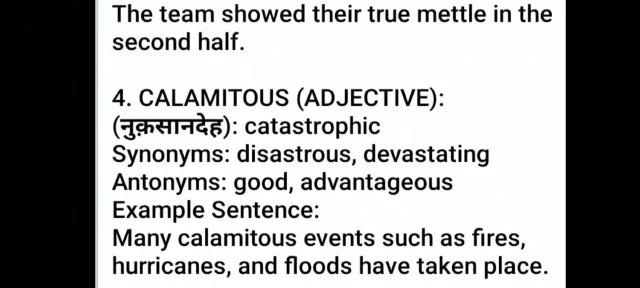 The team showed their true mettle in the
second half.
4. CALAMITOUS (ADJECTIVE):
(नुक़सानदेह): catastrophic
Synonyms: disastrous, devastating
Antonyms: good, advantageous
Example Sentence:
Many calamitous events such as fires,
hurricanes, and floods have taken place.